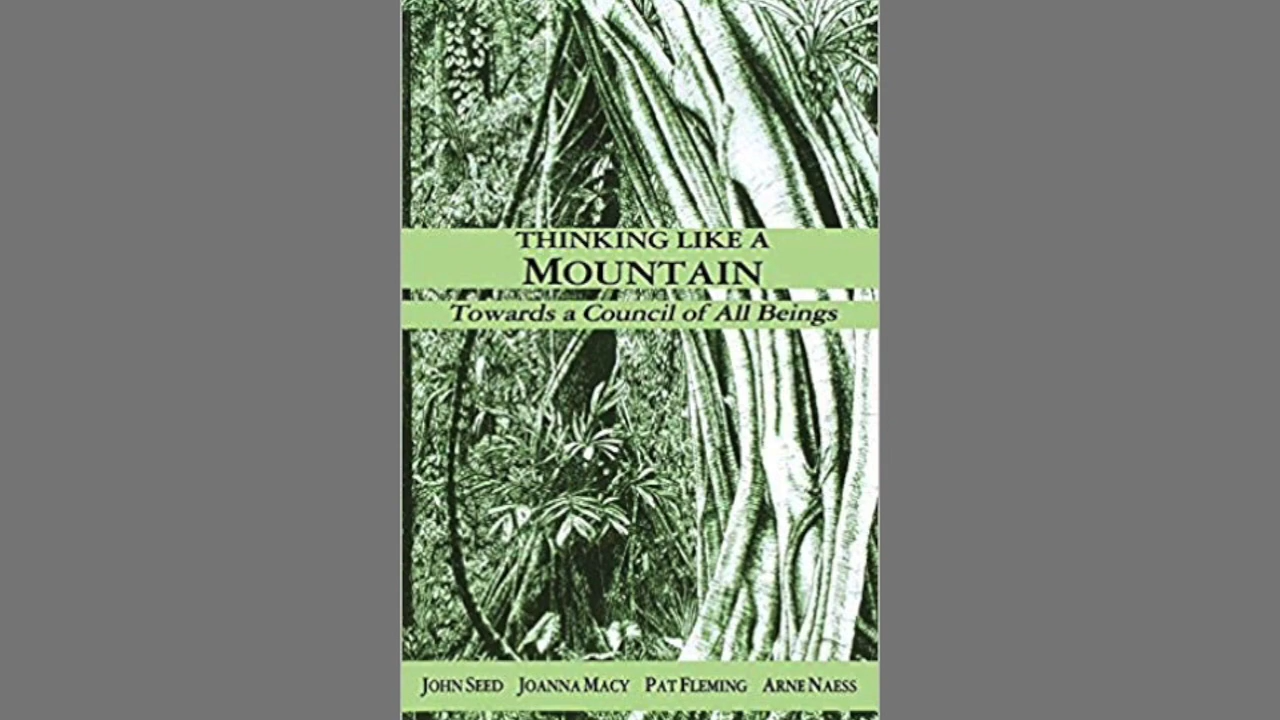 THINKING LIKE A
MOUNTAIN
Towards a Council of All Beings
JOHN SEED JOANNA MACY PAT FLEMING ARNE NAESS